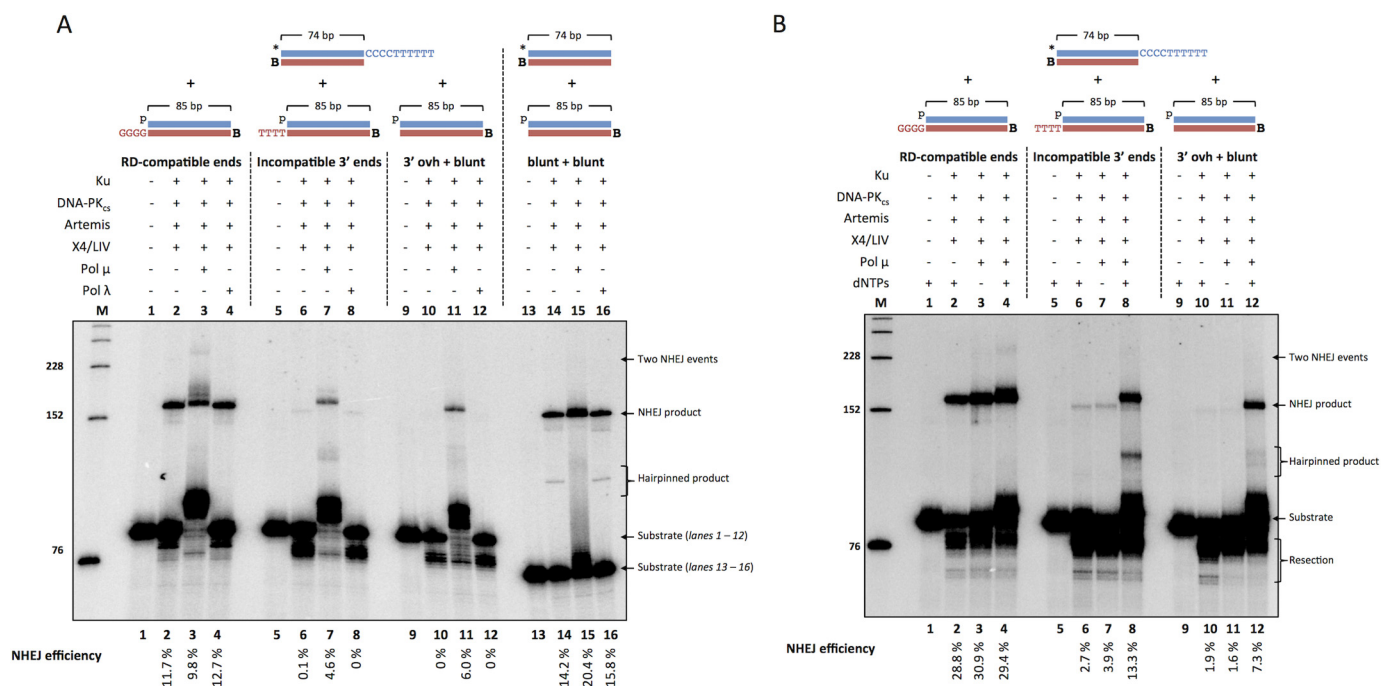 A
74 bp
*
B
CCCCTTTTTT
74 bp
*
B
+ + + +
85 bp 85 bp 85 bp 85 bp
P P P P
GGGG B TTTT B B B
RD-compatible ends Incompatible 3' ends 3' ovh + blunt blunt + blunt
Ku - + + + - + + + - + + + - + + +
DNA-PKcs - + + + - + + + - + + + - + + +
Artemis - + + + - + + + - + + + - + + +
X4/LIV - + + + - + + + - + + + - + + +
Pol μ - - + - - - + - - - + - - - + -
Pol λ - - - + - - - + - - - + - - - +
M 1 2 3 4 5 6 7 8 9 10 11 12 13 14 15 16
228
152
76
Two NHEJ events
NHEJ product
Hairpinned product
Substrate (lanes 1 – 12)
Substrate (lanes 13 – 16)
1 2 3 4 5 6 7 8 9 10 11 12 13 14 15 16
NHEJ efficiency 11.7 % 9.8 % 12.7 % 0.1 % 4.6 % 0 % 0 % 6.0 % 0 % 14.2 % 20.4 % 15.8 %
B
74 bp
*
B
CCCCTTTTTT
+ + +
85 bp 85 bp 85 bp
P P P
GGGG B TTTT B B
RD-compatible ends Incompatible 3' ends 3' ovh + blunt
Ku - + + + - + + + - + + +
DNA-PKcs - + + + - + + + - + + +
Artemis - + + + - + + + - + + +
X4/LIV - + + + - + + + - + + +
Pol μ - - + + - - + + - - + +
dNTPs + + - + + + - + + + - +
M 1 2 3 4 5 6 7 8 9 10 11 12
228
152
76
Two NHEJ events
NHEJ product
Hairpinned product
Substrate
Resection
1 2 3 4 5 6 7 8 9 10 11 12
NHEJ efficiency 28.8 % 30.9 % 29.4 % 2.7 % 3.9 % 13.3 % 1.9 % 1.6 % 7.3 %